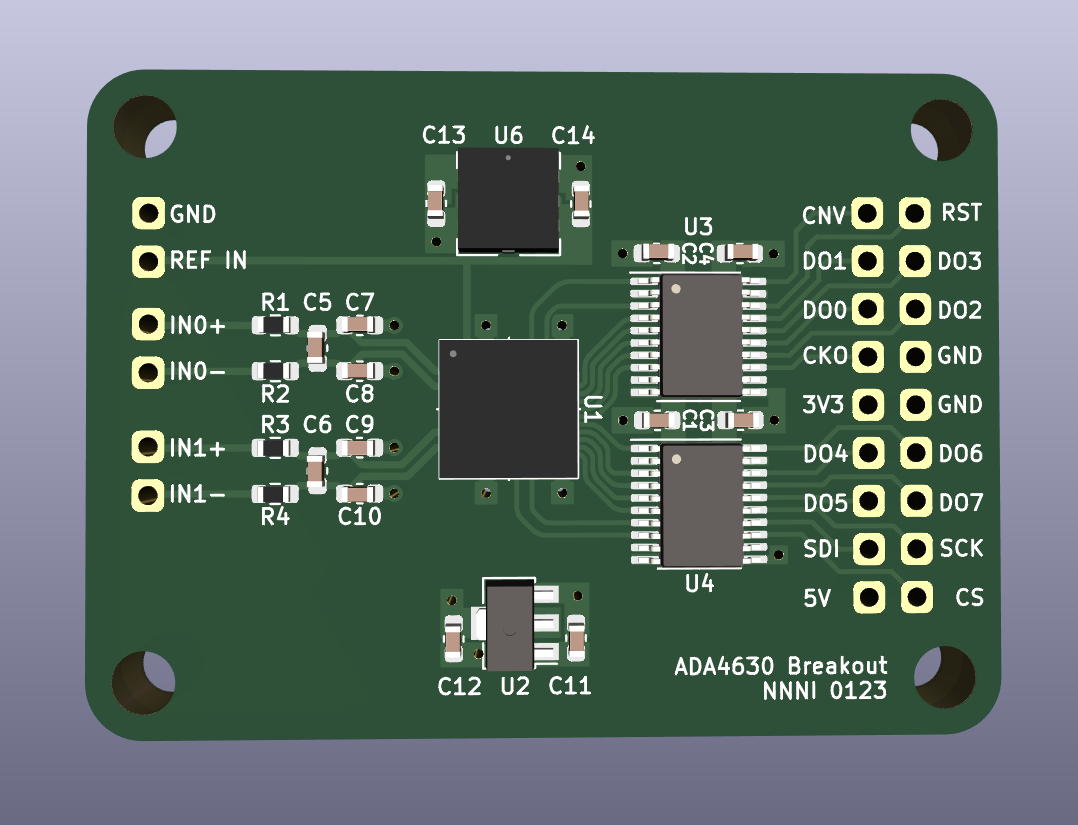 C13 U6 C14
GND
REF IN
IN0+
IN0-
IN1+
IN1-
R1 C5 C7
R2 C8
R3 C6 C9
R4 C10
U1
U3
C2 C4
C1 C3
U4
CNV RST
DO1 DO3
DO0 DO2
CKO GND
3V3 GND
DO4 DO6
DO5 DO7
SDI SCK
5V CS
C12 U2 C11
ADA4630 Breakout
NNNI 0123